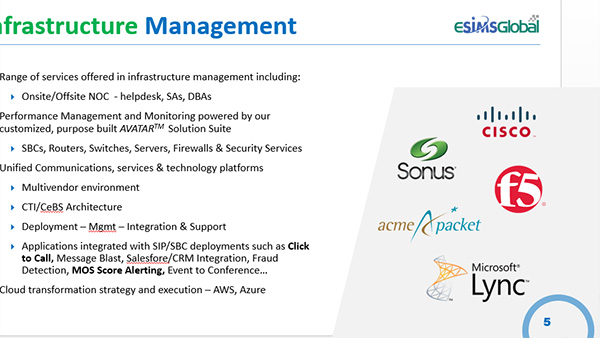 nfrastructure Management
ESiMSGlobal
Range of services offered in infrastructure management including:
Onsite/Offsite NOC - helpdesk, SAs, DBAs
Performance Management and Monitoring powered by our
customized, purpose built AVATAR™ Solution Suite
SBCs, Routers, Switches, Servers, Firewalls & Security Services
Unified Communications, services & technology platforms
Multivendor environment
CTI/CeBS Architecture
Deployment – Mgmt – Integration & Support
Applications integrated with SIP/SBC deployments such as Click
to Call, Message Blast, Salesfore/CRM Integration, Fraud
Detection, MOS Score Alerting, Event to Conference...
Cloud transformation strategy and execution – AWS, Azure
CISCO
Sonus
f5
acme packet
Microsoft®
Lync™
5